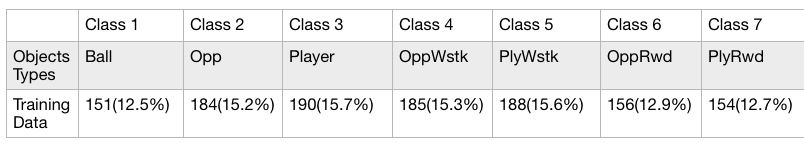 Class 1 Class 2 Class 3 Class 4 Class 5 Class 6 Class 7
Objects Types Ball Opp Player OppWstk PlyWstk OppRwd PlyRwd
Training Data 151(12.5%) 184(15.2%) 190(15.7%) 185(15.3%) 188(15.6%) 156(12.9%) 154(12.7%)